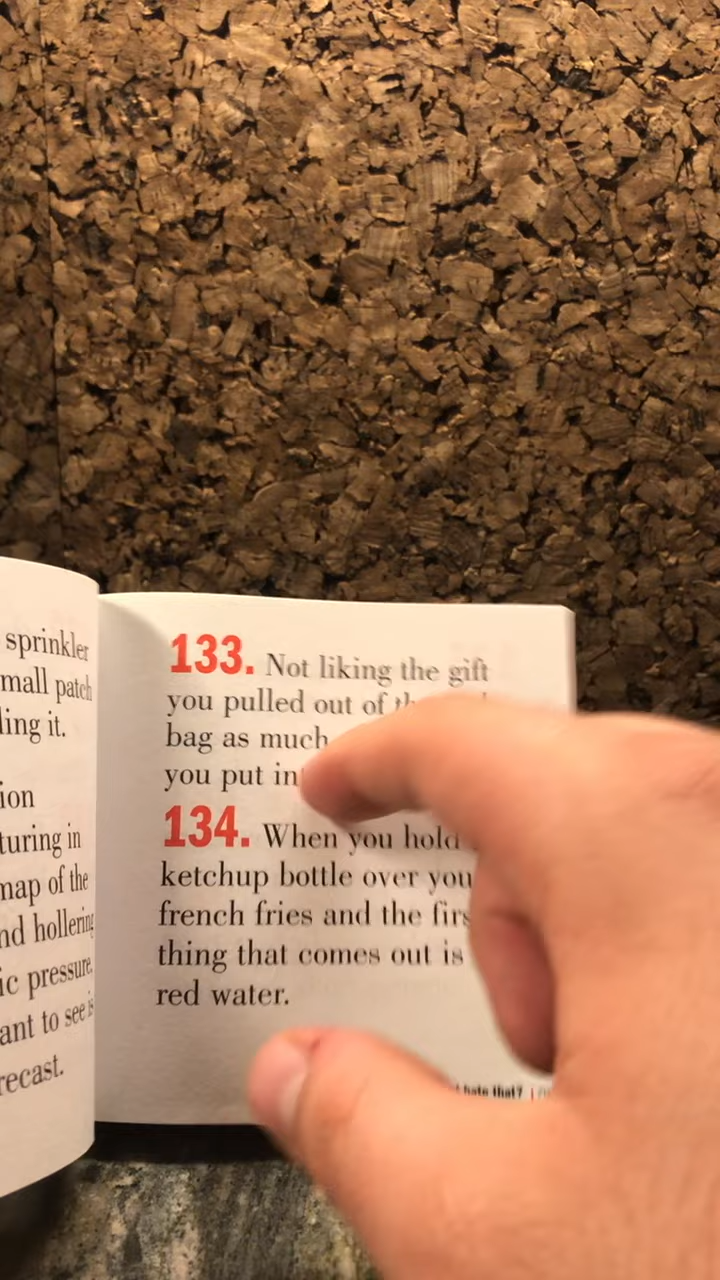 sprinkler
mall patch
ling it.
ion
turing in
map of the
nd hollering
ic pressure.
ant to see is
recast.
133. Not liking the gift
you pulled out of
bag as much
you put in
134. When you hold
ketchup bottle over you
french fries and the firs
thing that comes out is
red water.
hate that?